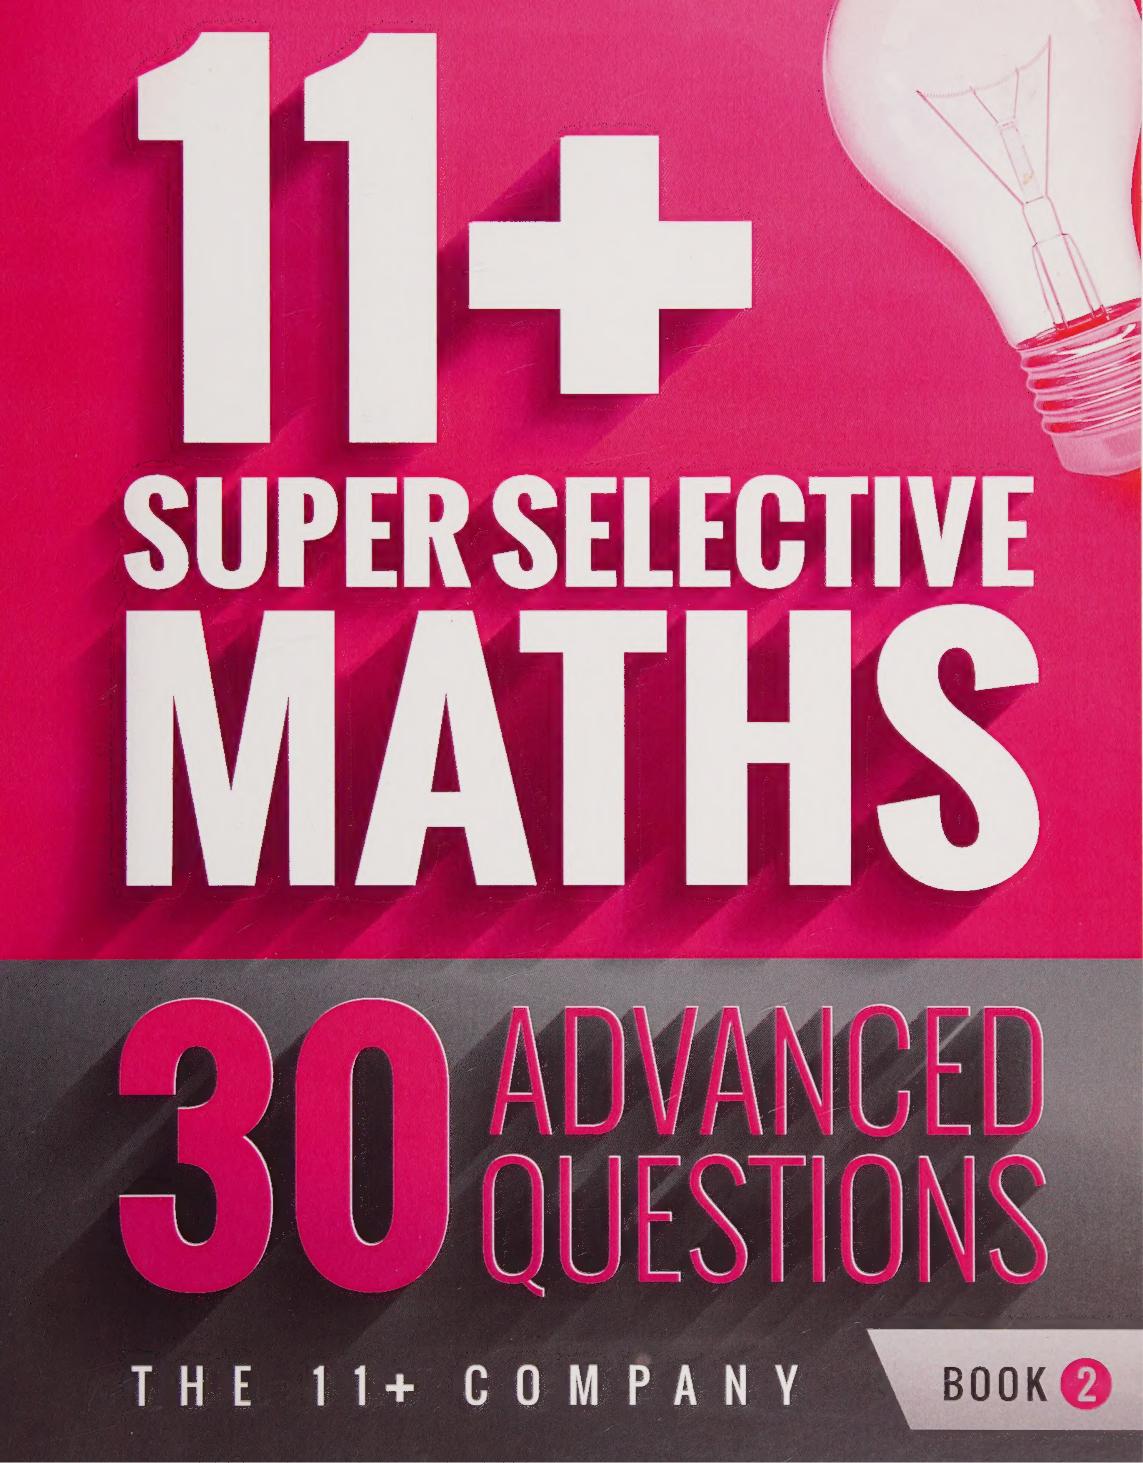 11+
SUPER SELECTIVE
MATHS
30 ADVANCED
QUESTIONS
THE 11+ COMPANY
BOOK 2